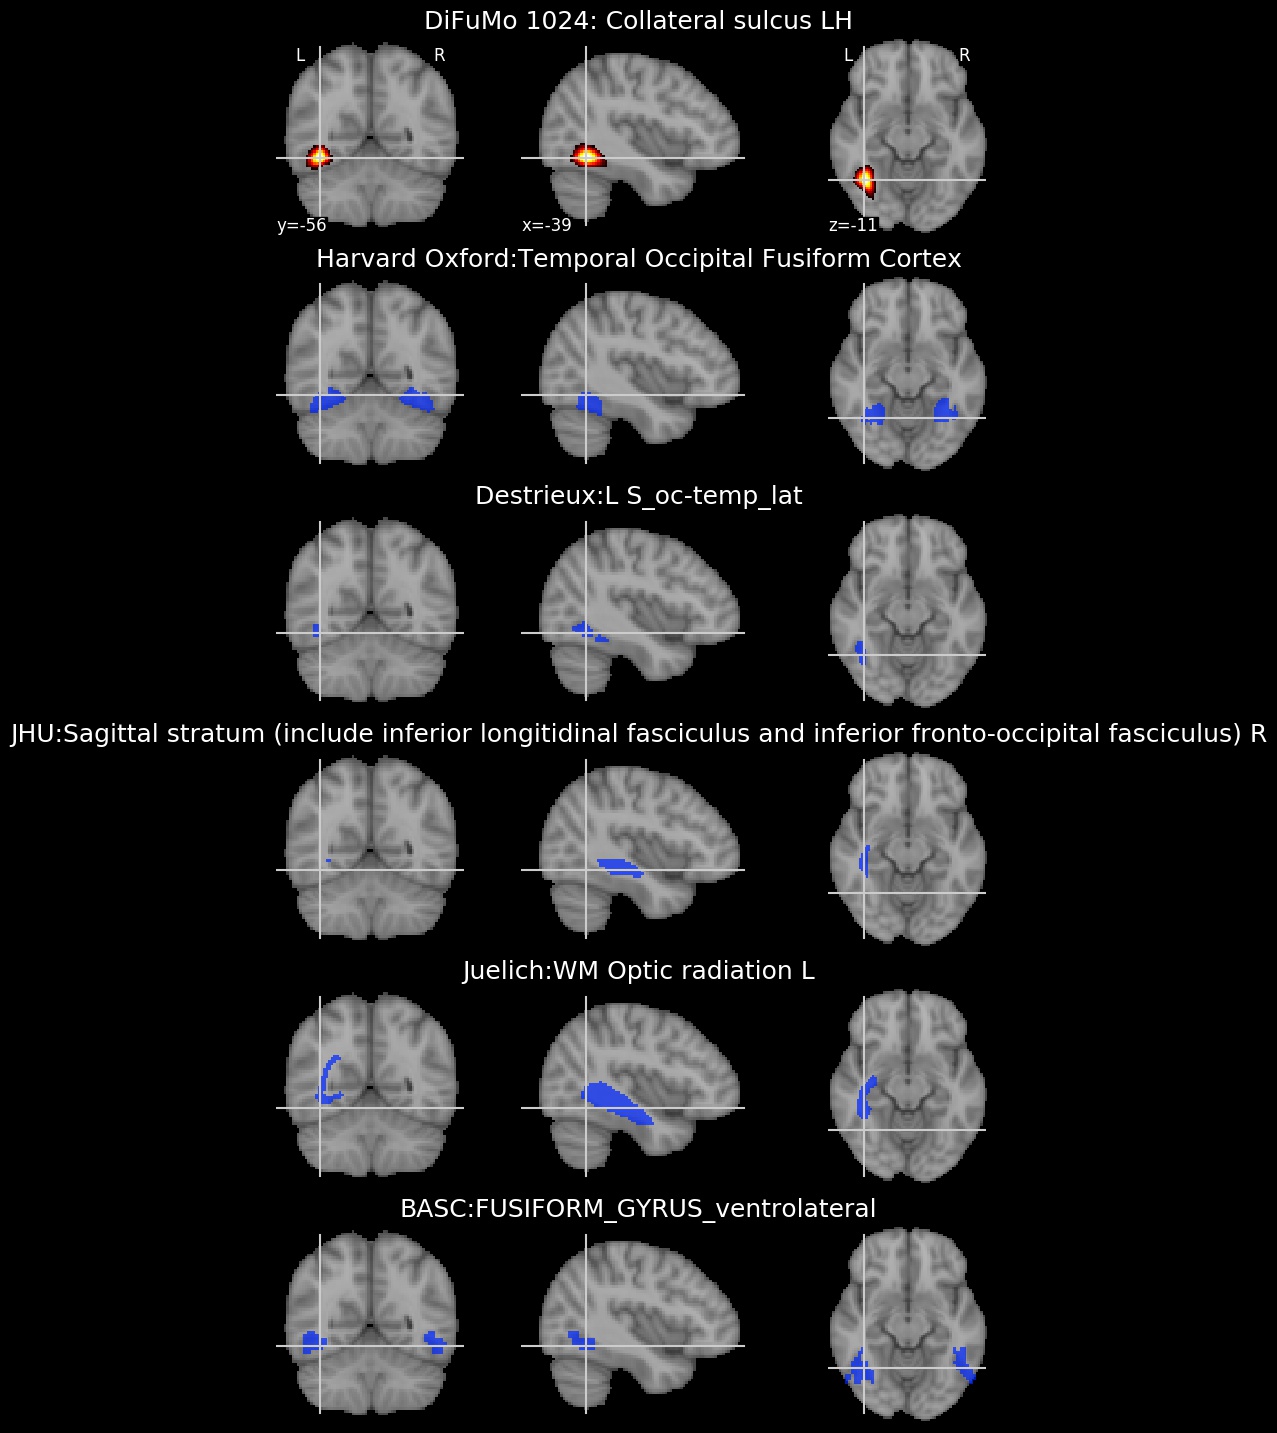 DiFuMo 1024: Collateral sulcus LH
L R L R
y=-56 x=-39 z=-11
Harvard Oxford:Temporal Occipital Fusiform Cortex
Destrieux:L S_oc-temp_lat
JHU:Sagittal stratum (include inferior longitidinal fasciculus and inferior fronto-occipital fasciculus) R
Juelich:WM Optic radiation L
BASC:FUSIFORM_GYRUS_ventrolateral